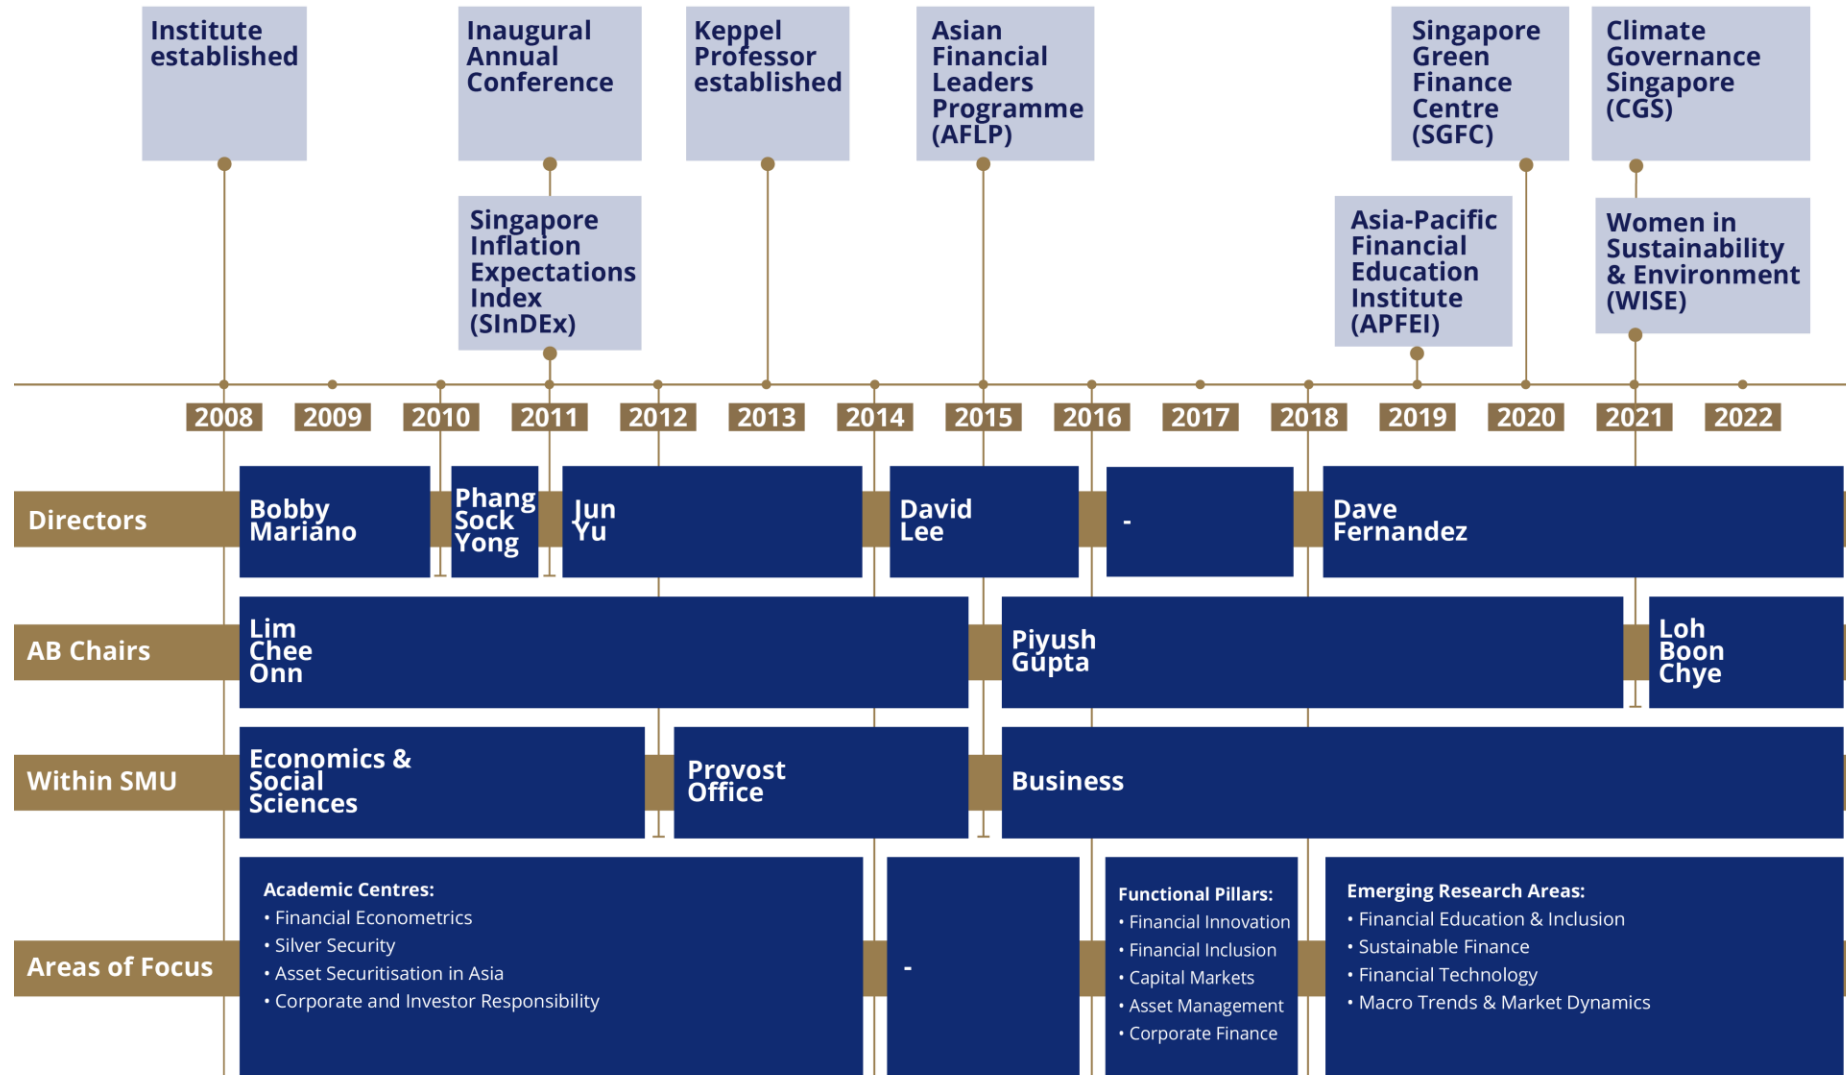 Institute
established
Inaugural
Annual
Conference
Keppel
Professor
established
Asian
Financial
Leaders
Programme
(AFLP)
Singapore
Green
Finance
Centre
(SGFC)
Climate
Governance
Singapore
(CGS)
Singapore
Inflation
Expectations
Index
(SInDEx)
Asia-Pacific
Financial
Education
Institute
(APFEI)
Women in
Sustainability
& Environment
(WISE)
2008 2009 2010 2011 2012 2013 2014 2015 2016 2017 2018 2019 2020 2021 2022
Directors
Bobby
Mariano
Phang
Sock
Yong
Jun
Yu
David
Lee
-
Dave
Fernandez
AB Chairs
Lim
Chee
Onn
Piyush
Gupta
Loh
Boon
Chye
Within SMU
Economics &
Social
Sciences
Provost
Office
Business
Areas of Focus
Academic Centres:
• Financial Econometrics
• Silver Security
• Asset Securitisation in Asia
• Corporate and Investor Responsibility
-
Functional Pillars:
• Financial Innovation
• Financial Inclusion
• Capital Markets
• Asset Management
• Corporate Finance
Emerging Research Areas:
• Financial Education & Inclusion
• Sustainable Finance
• Financial Technology
• Macro Trends & Market Dynamics